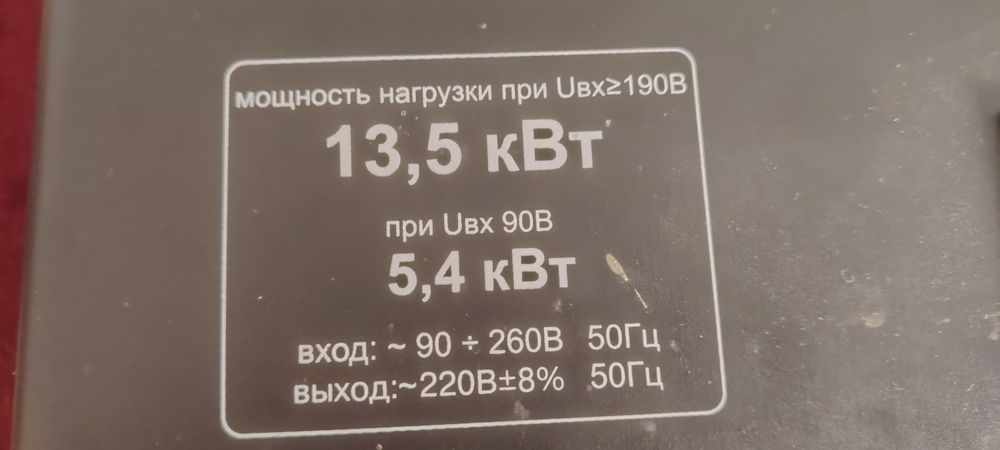 мощность нагрузки при Uвх≥190В
13,5 кВт
при Uвх 90В
5,4 кВт
вход: ~ 90 ÷ 260В 50Гц
выход:~220В±8% 50Гц